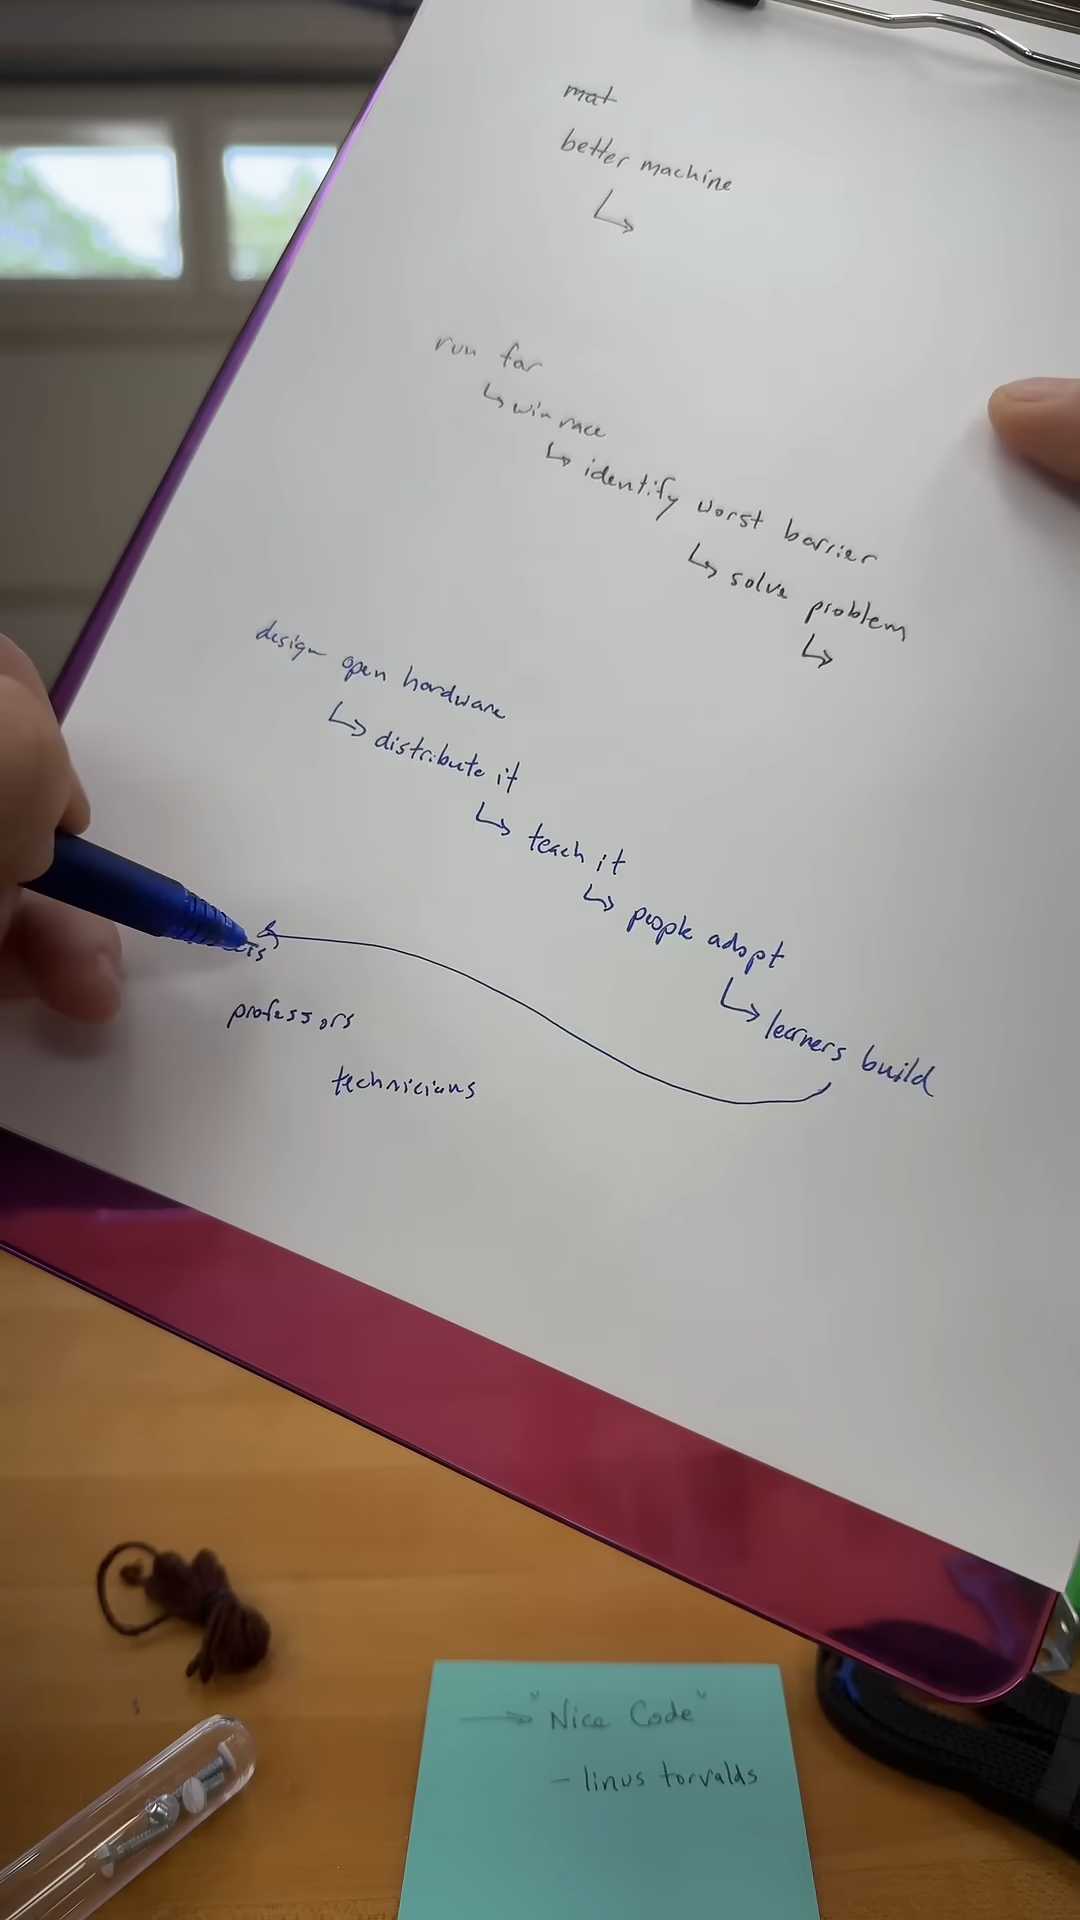 mat
better machine
↳
run far
↳ win race
↳ identify worst barrier
↳ solve problem
↳
design open hardware
↳ distribute it
↳ teach it
↳ people adopt
↳ learners build
professors
technicians
→ "Nice Code"
- linus torvalds